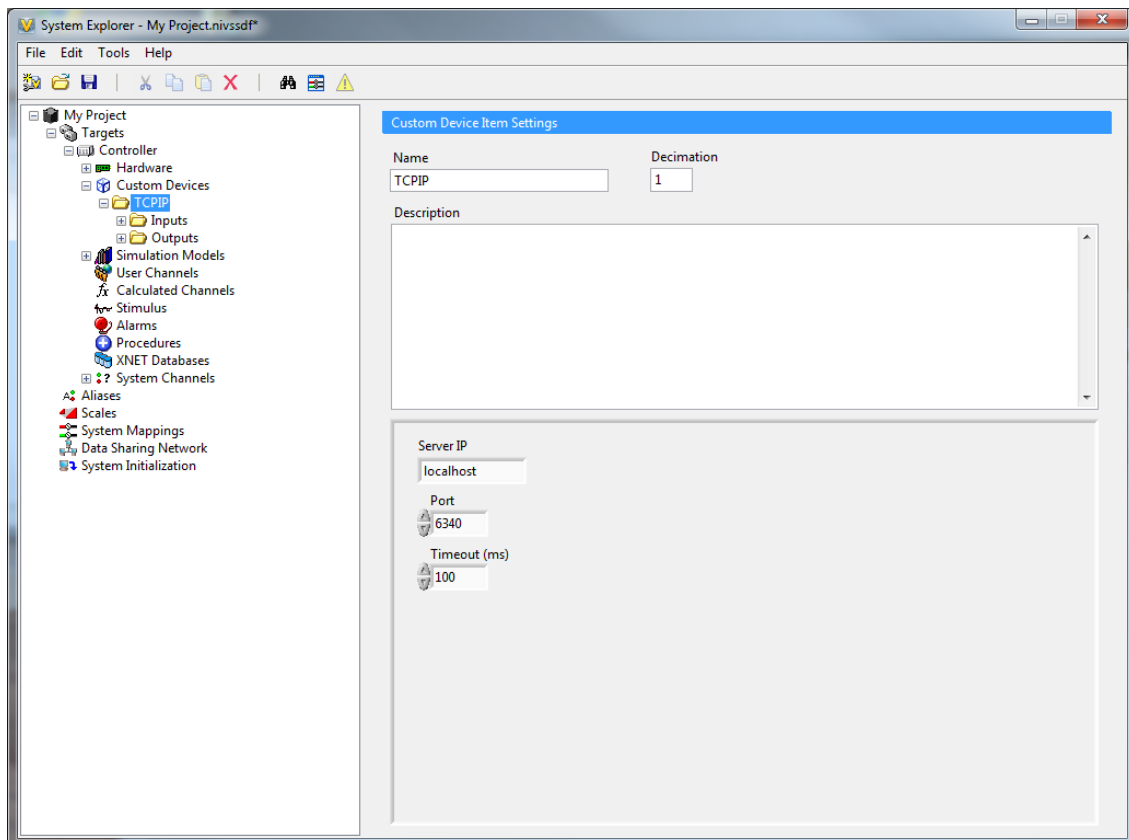 System Explorer - My Project.nivssdf*
File Edit Tools Help
My Project
Targets
Controller
Hardware
Custom Devices
TCPIP
Inputs
Outputs
Simulation Models
User Channels
fx Calculated Channels
Stimulus
Alarms
Procedures
XNET Databases
System Channels
Aliases
Scales
System Mappings
Data Sharing Network
System Initialization
Custom Device Item Settings
Name Decimation
TCPIP 1
Description
Server IP
localhost
Port
6340
Timeout (ms)
100